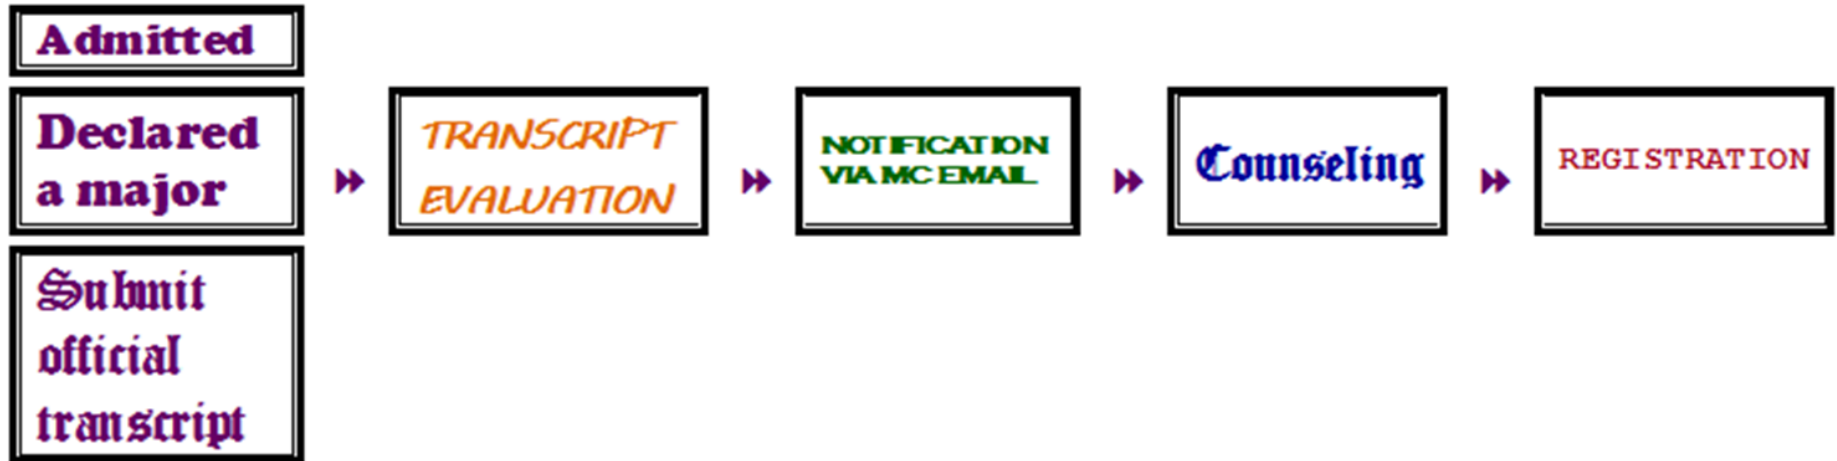 Admitted
Declared
a major
Submit
official
transcript
TRANSCRIPT
EVALUATION
NOTIFICATION
VIA MC EMAIL
Counseling
REGISTRATION